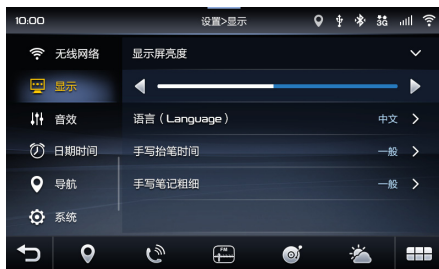 10:00 设置>显示 3G
无线网络
显示屏亮度
显示
音效
语言（Language） 中文
日期时间
手写抬笔时间 一般
导航
手写笔记粗细 一般
系统
FM